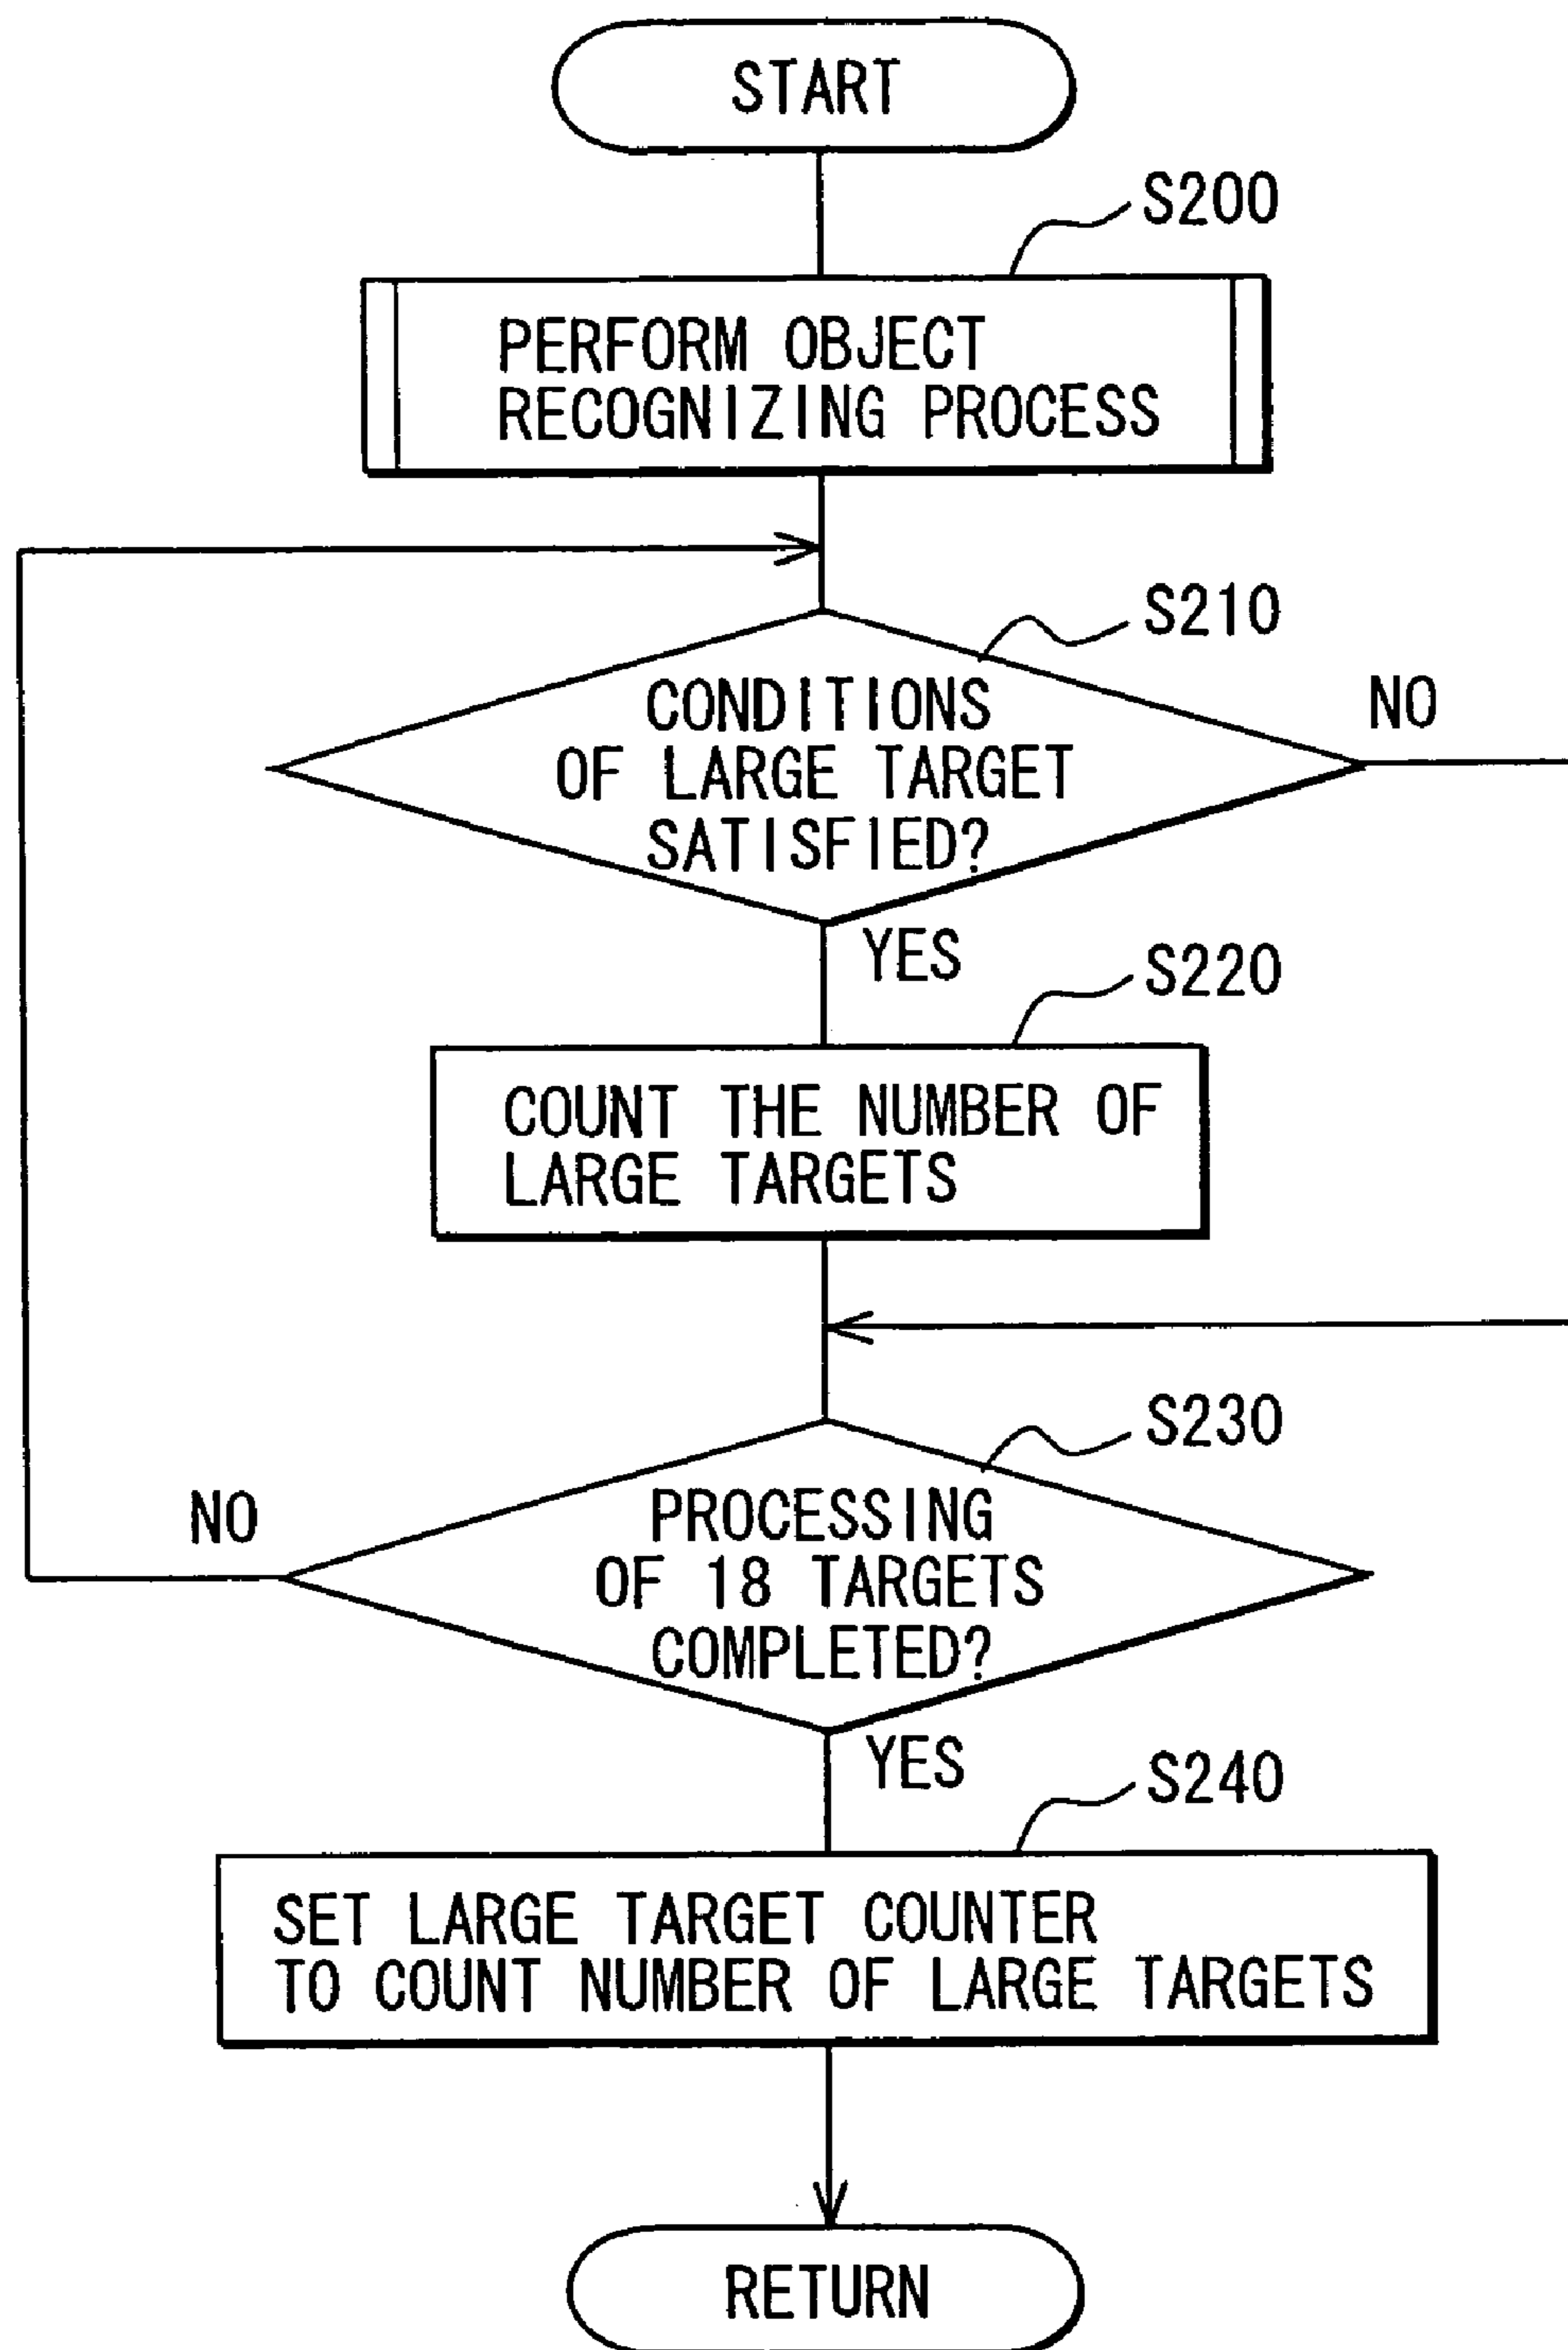 START
S200
PERFORM OBJECT
RECOGNIZING PROCESS
S210
CONDITIONS
OF LARGE TARGET
SATISFIED?
NO
YES
S220
COUNT THE NUMBER OF
LARGE TARGETS
S230
PROCESSING
OF 18 TARGETS
COMPLETED?
NO
YES
S240
SET LARGE TARGET COUNTER
TO COUNT NUMBER OF LARGE TARGETS
RETURN